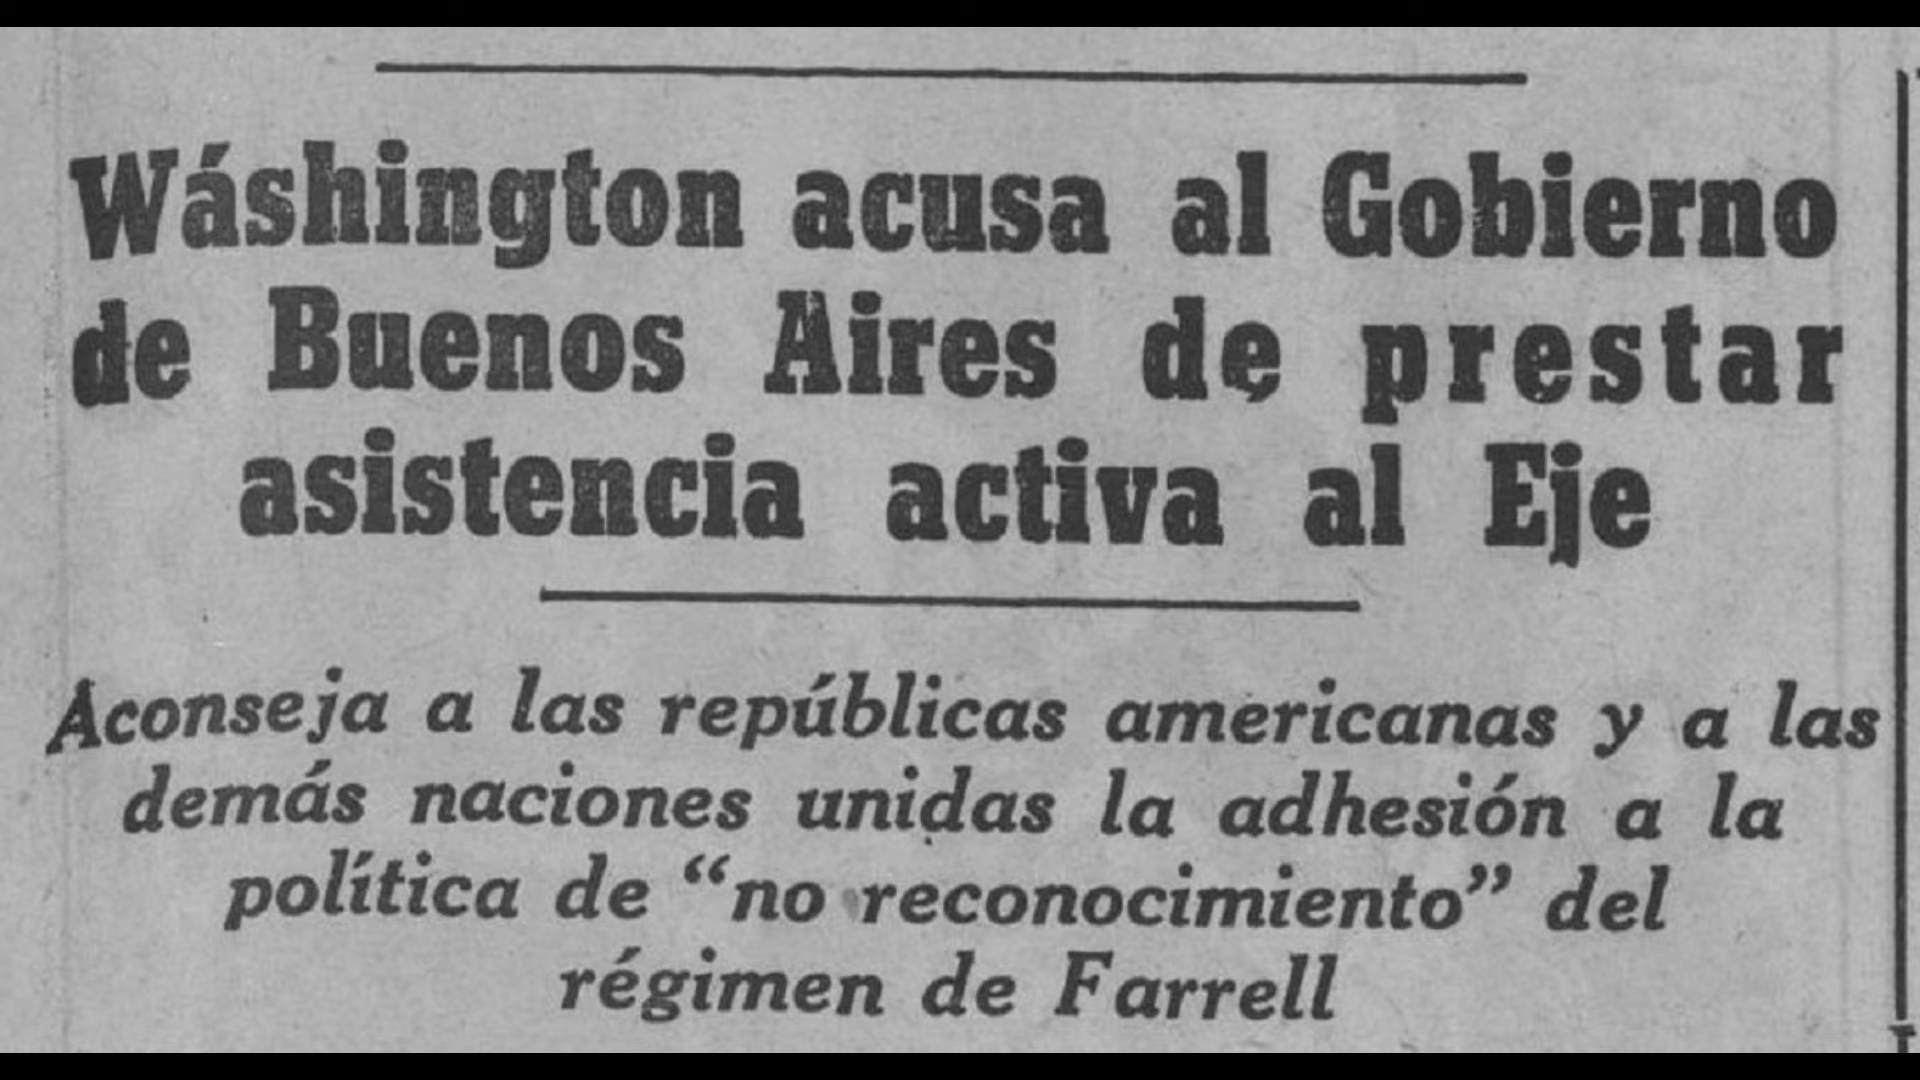 Wáshington acusa al Gobierno
de Buenos Aires de prestar
asistencia activa al Eje
Aconseja a las repúblicas americanas y a las
demás naciones unidas la adhesión a la
política de “no reconocimiento” del
régimen de Farrell